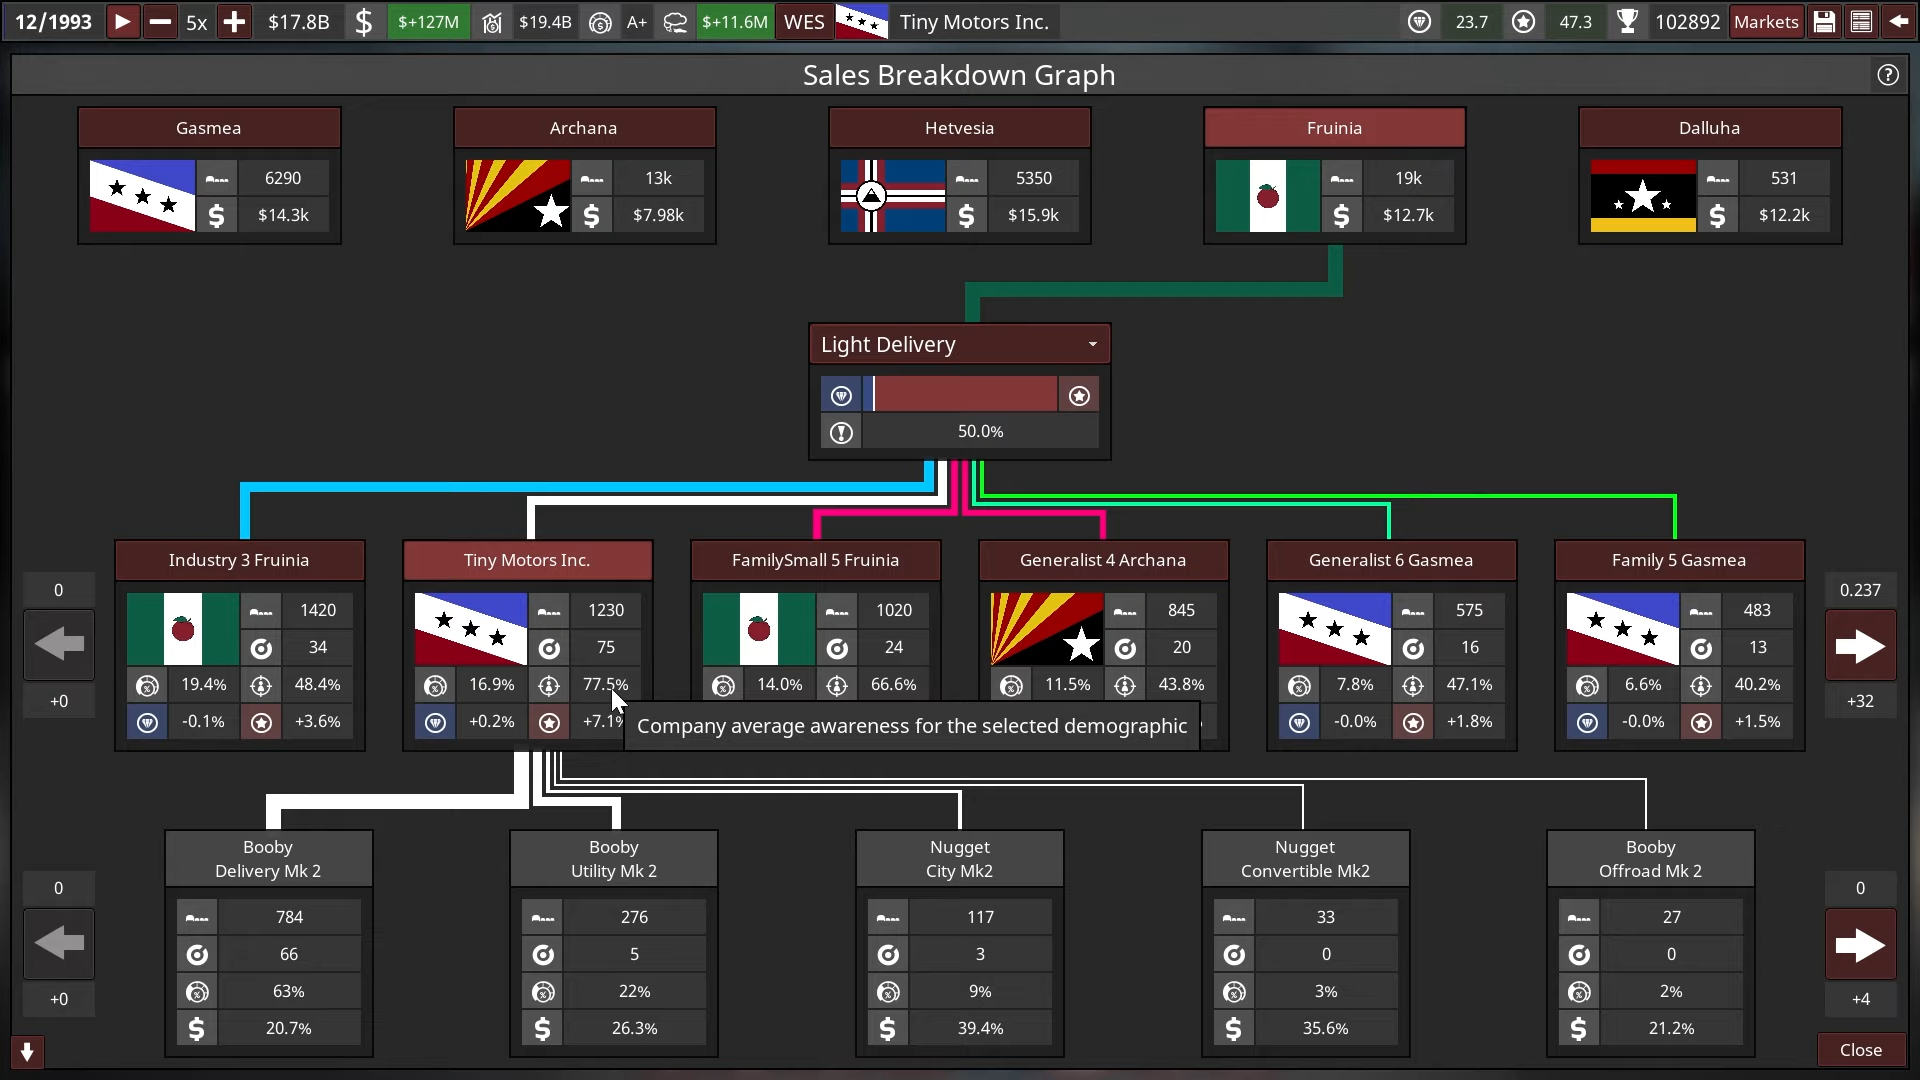 12/1993
5x
$17.8B
$+127M
$19.4B
A+
$+11.6M
WES
Tiny Motors Inc.
23.7
47.3
102892
Markets
Sales Breakdown Graph
Gasmea
6290
$14.3k
Archana
13k
$7.98k
Hetvesia
5350
$15.9k
Fruinia
19k
$12.7k
Dalluha
531
$12.2k
Light Delivery
50.0%
0
+0
Industry 3 Fruinia
1420
34
19.4% 48.4%
-0.1% +3.6%
Tiny Motors Inc.
1230
75
16.9% 77.5%
+0.2% +7.1%
FamilySmall 5 Fruinia
1020
24
14.0% 66.6%
Generalist 4 Archana
845
20
11.5% 43.8%
Generalist 6 Gasmea
575
16
7.8% 47.1%
-0.0% +1.8%
Family 5 Gasmea
483
13
6.6% 40.2%
-0.0% +1.5%
0.237
+32
Company average awareness for the selected demographic
0
+0
Booby
Delivery Mk 2
784
66
63%
20.7%
Booby
Utility Mk 2
276
5
22%
26.3%
Nugget
City Mk2
117
3
9%
39.4%
Nugget
Convertible Mk2
33
0
3%
35.6%
Booby
Offroad Mk 2
27
0
2%
21.2%
0
+4
Close